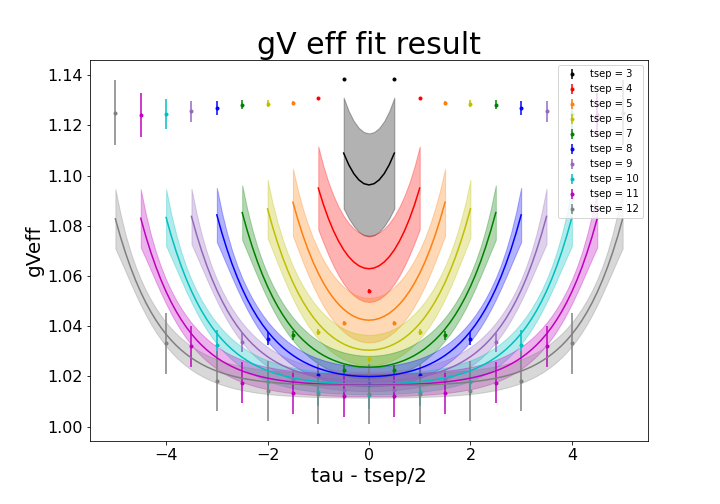 gV eff fit result
gVeff
1.14
1.12
1.10
1.08
1.06
1.04
1.02
1.00
−4
−2
0
2
4
tau - tsep/2
tsep = 3
tsep = 4
tsep = 5
tsep = 6
tsep = 7
tsep = 8
tsep = 9
tsep = 10
tsep = 11
tsep = 12